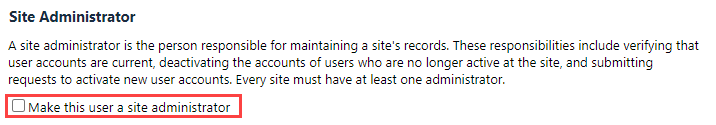 Site Administrator
A site administrator is the person responsible for maintaining a site's records. These responsibilities include verifying that
user accounts are current, deactivating the accounts of users who are no longer active at the site, and submitting
requests to activate new user accounts. Every site must have at least one administrator.
Make this user a site administrator